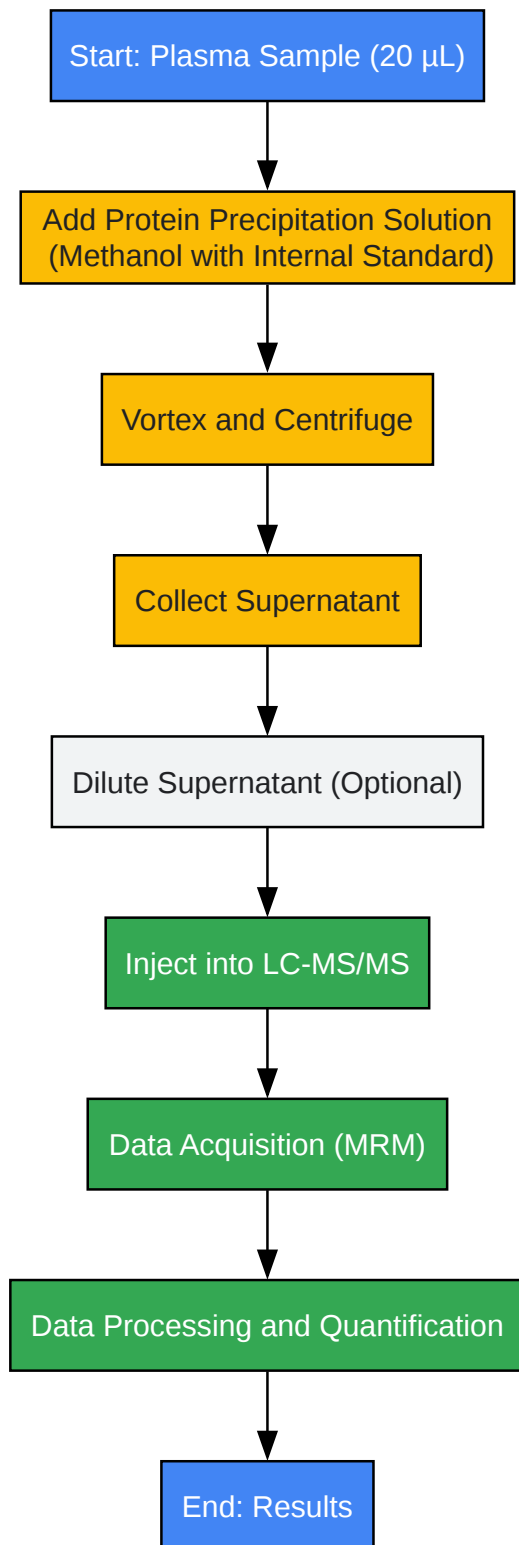 Start: Plasma Sample (20 µL)
Add Protein Precipitation Solution
(Methanol with Internal Standard)
Vortex and Centrifuge
Collect Supernatant
Dilute Supernatant (Optional)
Inject into LC-MS/MS
Data Acquisition (MRM)
Data Processing and Quantification
End: Results